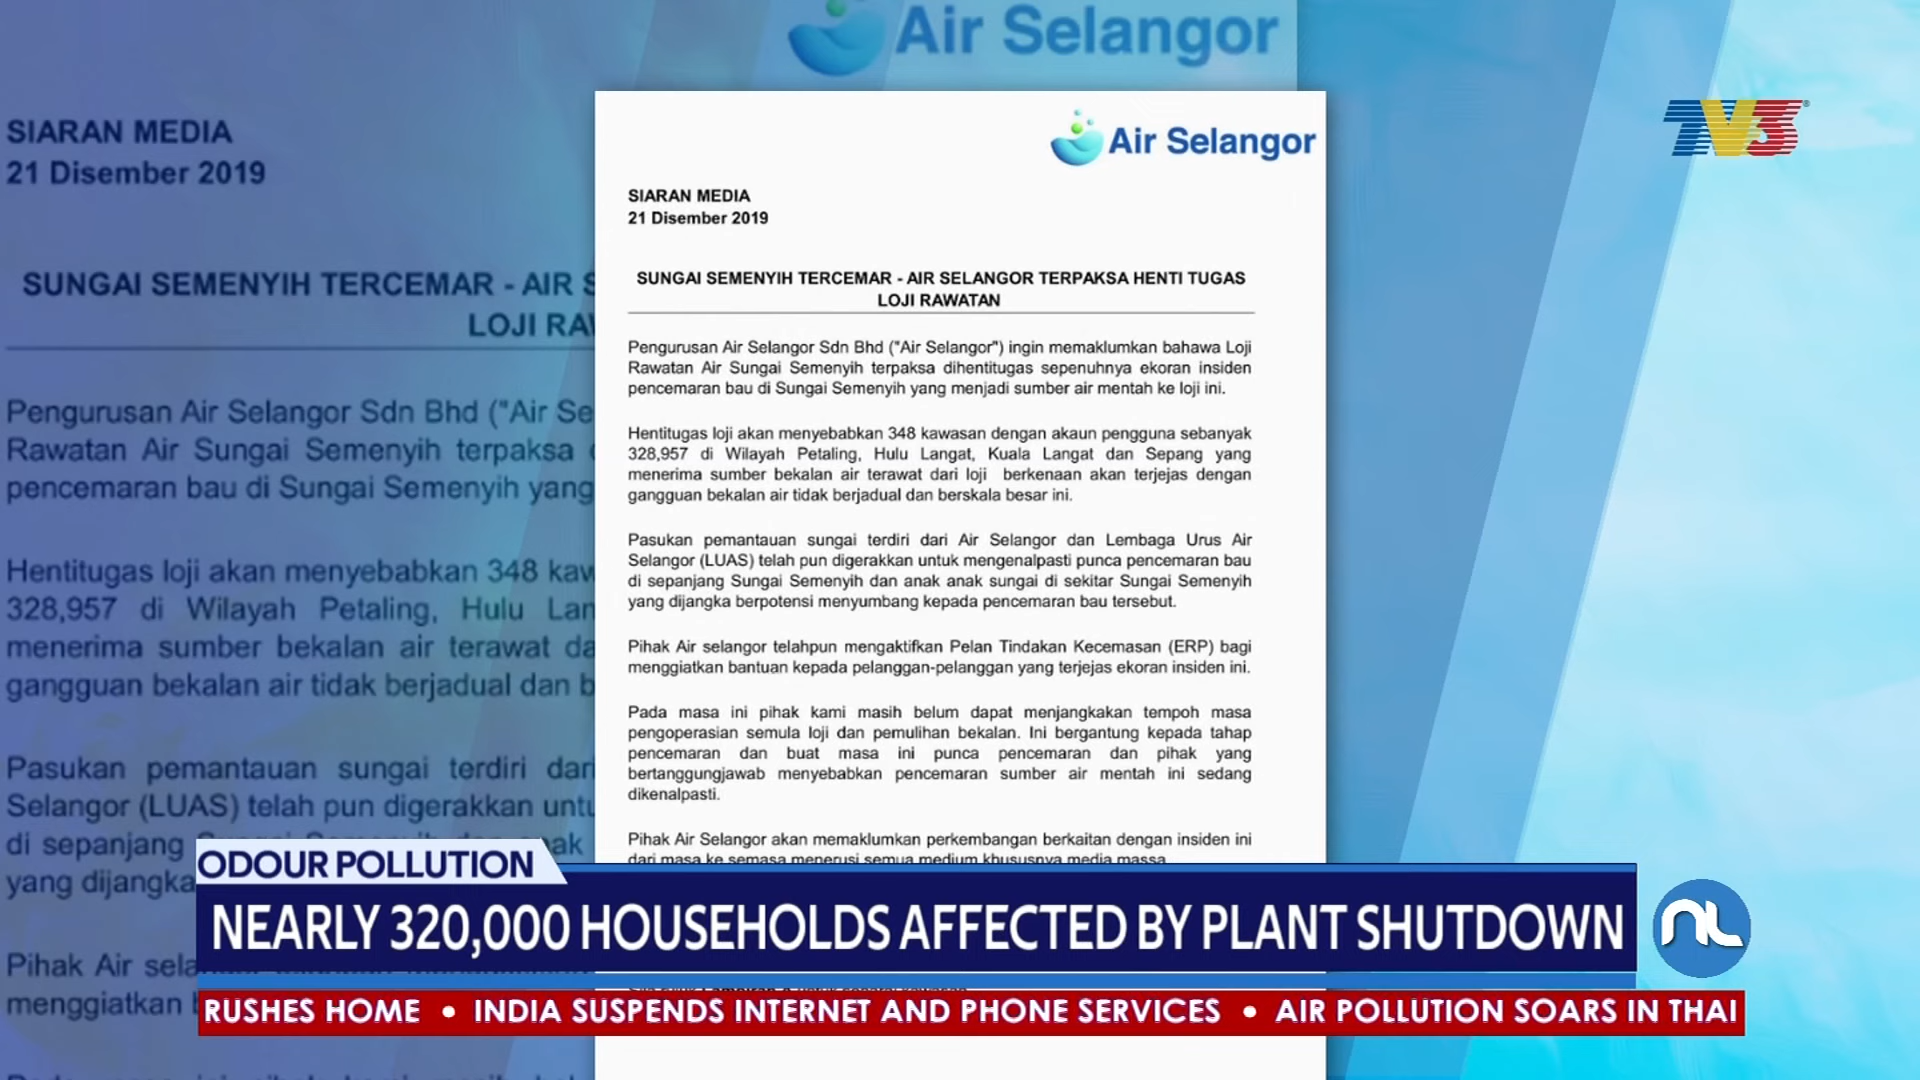 Air Selangor
SIARAN MEDIA
21 Disember 2019
SUNGAI SEMENYIH TERCEMAR - AIR S
LOJI RA
Pengurusan Air Selangor Sdn Bhd ("Air Se
Rawatan Air Sungai Semenyih terpaksa
pencemaran bau di Sungai Semenyih yang
Hentitugas loji akan menyebabkan 348 kaw
328,957 di Wilayah Petaling, Hulu Lan
menerima sumber bekalan air terawat da
gangguan bekalan air tidak berjadual dan b
Pasukan pemantauan sungai terdiri dari
Selangor (LUAS) telah pun digerakkan untu
di sepanjang
yang dijangka
Pihak Air sela
menggiatkan
Air Selangor
SIARAN MEDIA
21 Disember 2019
SUNGAI SEMENYIH TERCEMAR - AIR SELANGOR TERPAKSA HENTI TUGAS
LOJI RAWATAN
Pengurusan Air Selangor Sdn Bhd ("Air Selangor") ingin memaklumkan bahawa Loji
Rawatan Air Sungai Semenyih terpaksa dihentitugas sepenuhnya ekoran insiden
pencemaran bau di Sungai Semenyih yang menjadi sumber air mentah ke loji ini.
Hentitugas loji akan menyebabkan 348 kawasan dengan akaun pengguna sebanyak
328,957 di Wilayah Petaling, Hulu Langat, Kuala Langat dan Sepang yang
menerima sumber bekalan air terawat dari loji berkenaan akan terjejas dengan
gangguan bekalan air tidak berjadual dan berskala besar ini.
Pasukan pemantauan sungai terdiri dari Air Selangor dan Lembaga Urus Air
Selangor (LUAS) telah pun digerakkan untuk mengenalpasti punca pencemaran bau
di sepanjang Sungai Semenyih dan anak anak sungai di sekitar Sungai Semenyih
yang dijangka berpotensi menyumbang kepada pencemaran bau tersebut.
Pihak Air selangor telahpun mengaktifkan Pelan Tindakan Kecemasan (ERP) bagi
menggiatkan bantuan kepada pelanggan-pelanggan yang terjejas ekoran insiden ini.
Pada masa ini pihak kami masih belum dapat menjangkakan tempoh masa
pengoperasian semula loji dan pemulihan bekalan. Ini bergantung kepada tahap
pencemaran dan buat masa ini punca pencemaran dan pihak yang
bertanggungjawab menyebabkan pencemaran sumber air mentah ini sedang
dikenalpasti.
Pihak Air Selangor akan memaklumkan perkembangan berkaitan dengan insiden ini
dari masa ke semasa menerusi semua medium khususnya media massa
TV3
ODOUR POLLUTION
NEARLY 320,000 HOUSEHOLDS AFFECTED BY PLANT SHUTDOWN
NL
RUSHES HOME • INDIA SUSPENDS INTERNET AND PHONE SERVICES • AIR POLLUTION SOARS IN THAI